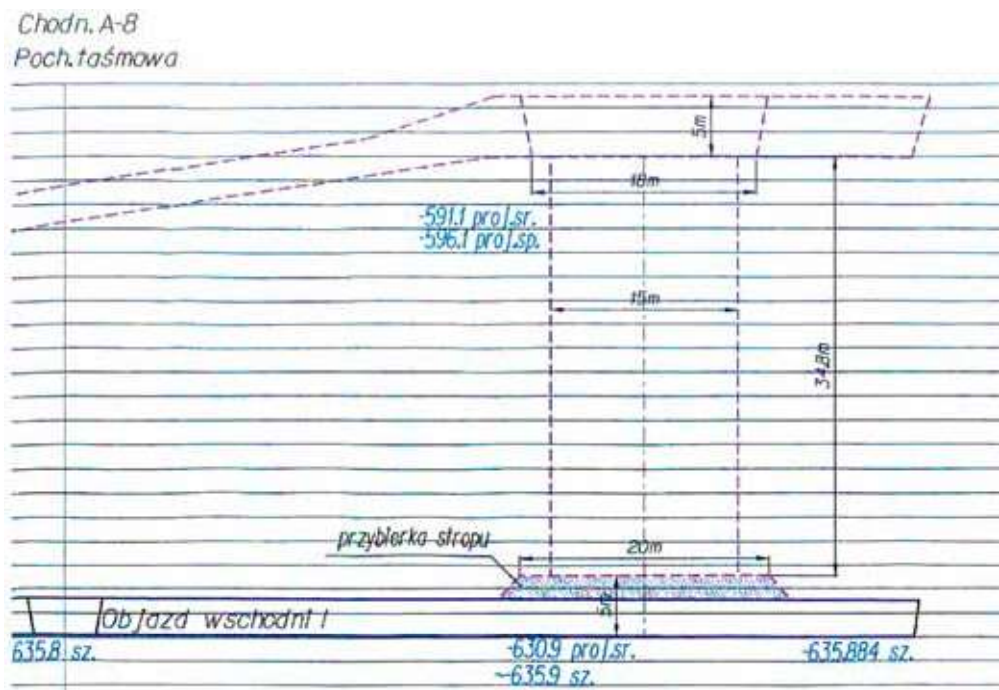 Chodn. A-8
Poch. taśmowa
5m
18m
-591.1 proj.sr.
-596.1 proj.sp.
15m
34,8m
przybierka stropu
20m
5m
Objazd wschodni I
635.8 sz.
-630.9 proj.sr.
-635.884 sz.
~-635.9 sz.